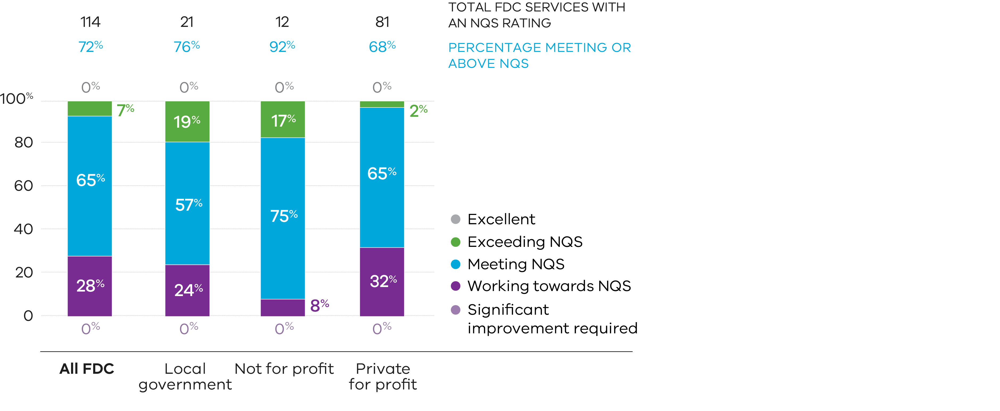 114 21 12 81 TOTAL FDC SERVICES WITH
AN NQS RATING
72% 76% 92% 68% PERCENTAGE MEETING OR
ABOVE NQS
0% 0% 0% 0%
100%
7% 19% 17% 2%
80
65% 57% 75% 65%
60
40
28% 24% 8% 32%
20
0
0% 0% 0% 0%
Excellent
Exceeding NQS
Meeting NQS
Working towards NQS
Significant
improvement required
All FDC
Local
government
Not for profit
Private
for profit